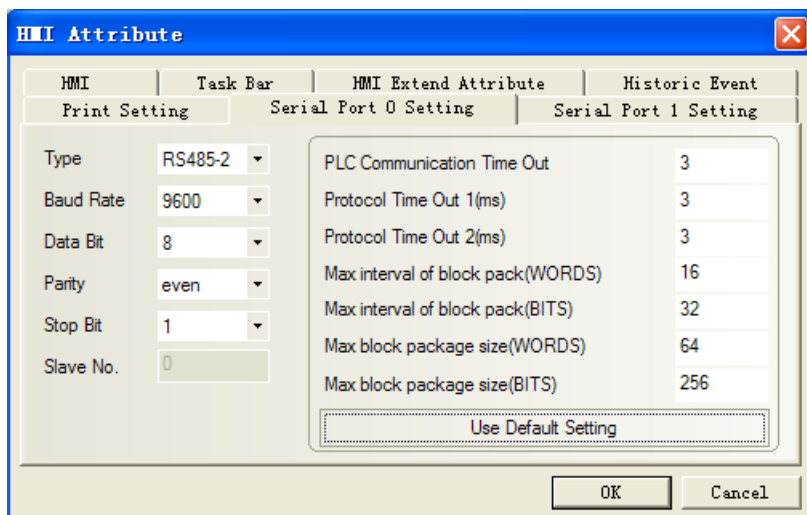 HMI Attribute
HMI
Task Bar
HMI Extend Attribute
Historic Event
Print Setting
Serial Port 0 Setting
Serial Port 1 Setting
Type RS485-2
Baud Rate 9600
Data Bit 8
Parity even
Stop Bit 1
Slave No. 0
PLC Communication Time Out 3
Protocol Time Out 1(ms) 3
Protocol Time Out 2(ms) 3
Max interval of block pack(WORDS) 16
Max interval of block pack(BITS) 32
Max block package size(WORDS) 64
Max block package size(BITS) 256
Use Default Setting
OK
Cancel